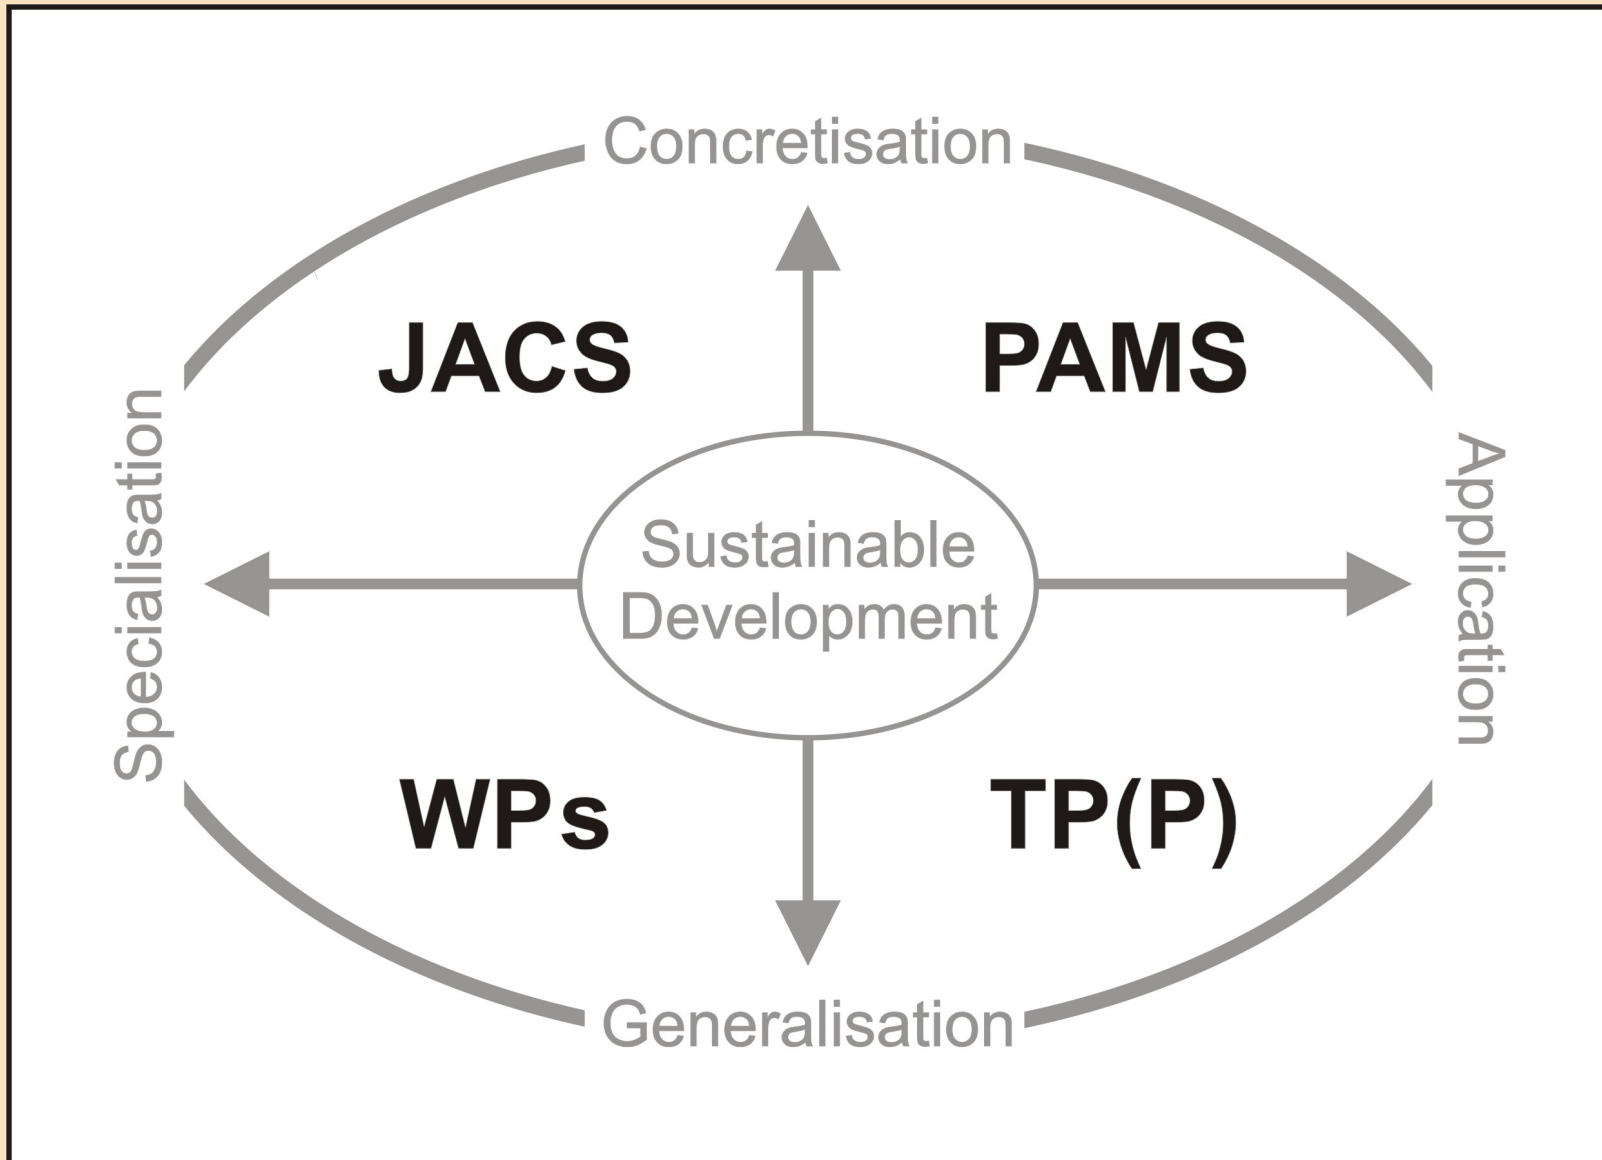 Concretisation
JACS
PAMS
Specialisation
Application
Sustainable
Development
WPs
TP(P)
Generalisation